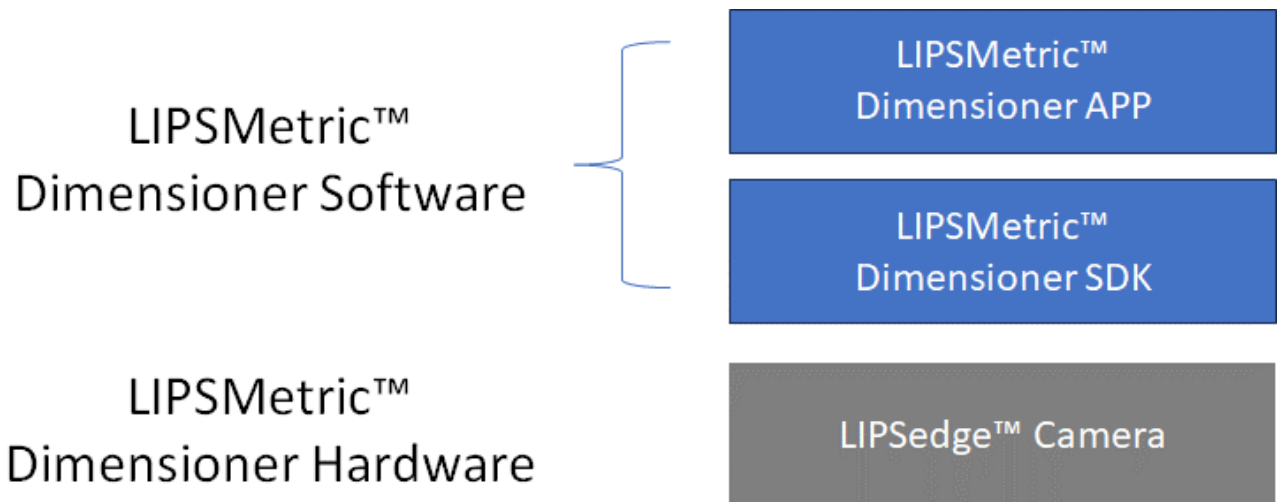 LIPSMetric™
Dimensioner Software
LIPSMetric™
Dimensioner APP
LIPSMetric™
Dimensioner SDK
LIPSMetric™
Dimensioner Hardware
LIPSedge™ Camera